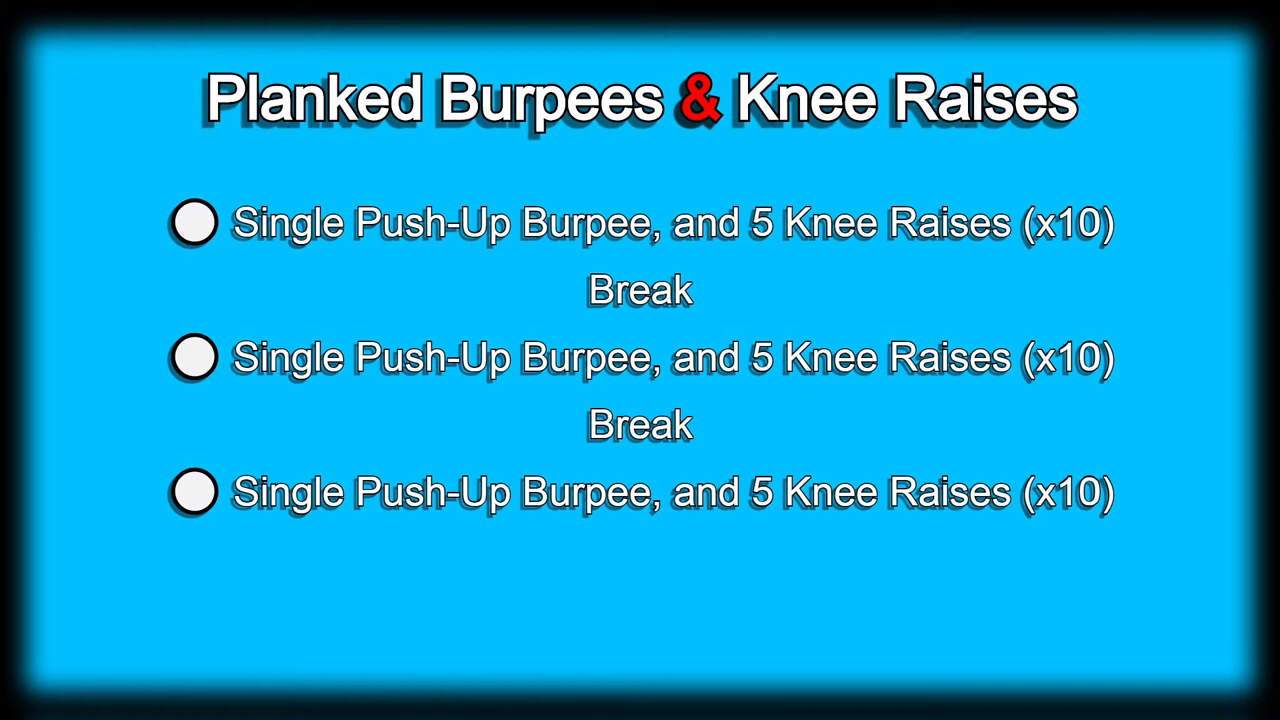 Planked Burpees & Knee Raises
Single Push-Up Burpee, and 5 Knee Raises (x10)
Break
Single Push-Up Burpee, and 5 Knee Raises (x10)
Break
Single Push-Up Burpee, and 5 Knee Raises (x10)